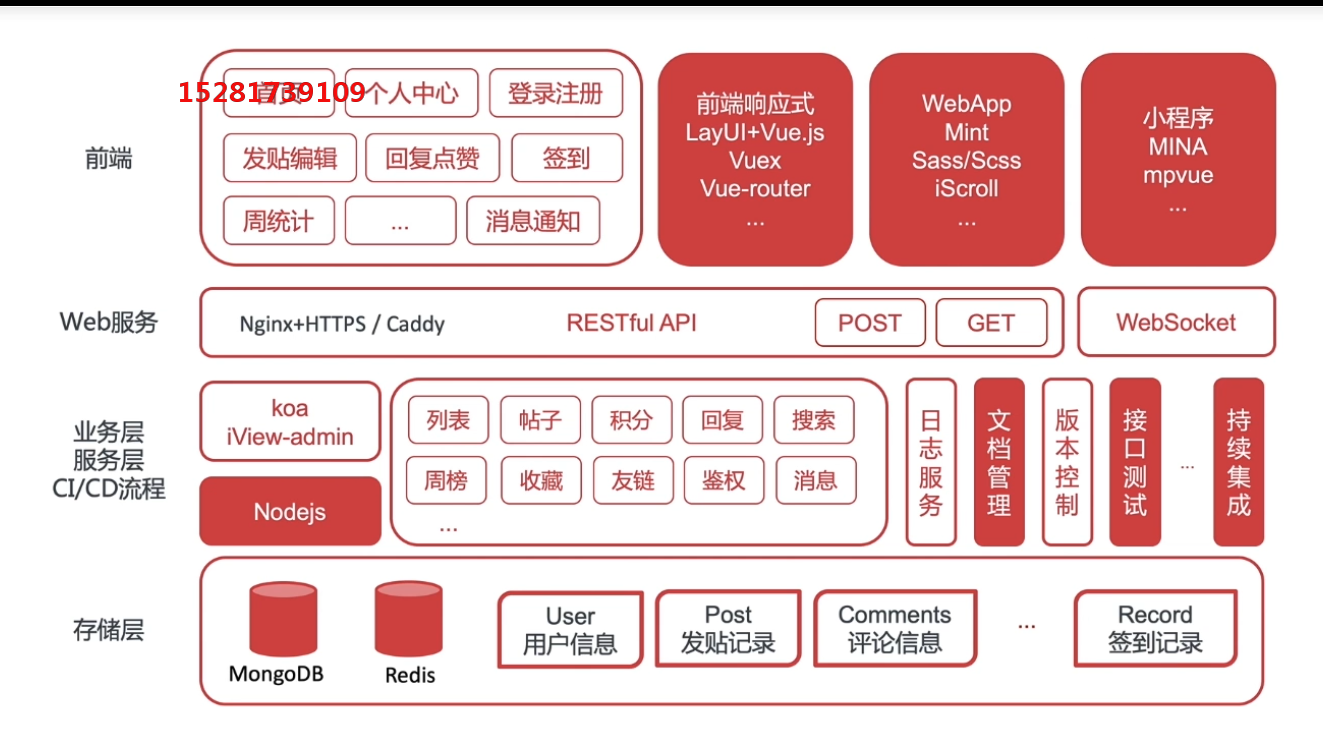 15281739109
首页
个人中心
登录注册
发贴编辑
回复点赞
签到
周统计
...
消息通知
前端
前端响应式
LayUI+Vue.js
Vuex
Vue-router
...
WebApp
Mint
Sass/Scss
iScroll
...
小程序
MINA
mpvue
...
Web服务
Nginx+HTTPS / Caddy
RESTful API
POST
GET
WebSocket
业务层
服务层
CI/CD流程
koa
iView-admin
Nodejs
列表
帖子
积分
回复
搜索
周榜
收藏
友链
鉴权
消息
...
日志服务
文档管理
版本控制
接口测试
...
持续集成
存储层
MongoDB
Redis
User
用户信息
Post
发贴记录
Comments
评论信息
...
Record
签到记录